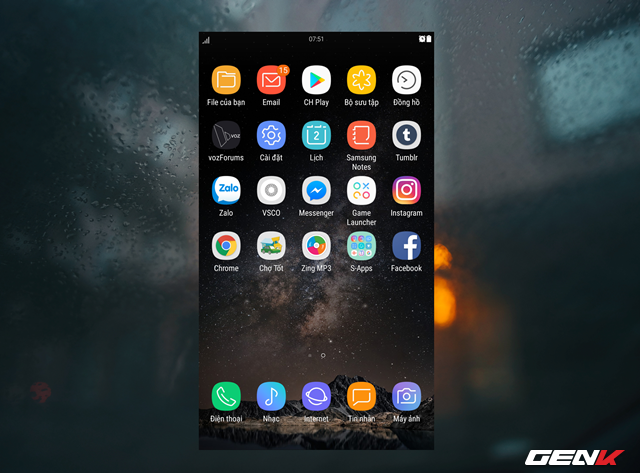 07:51
15
File của bạn
Email
CH Play
Bộ sưu tập
Đồng hồ
voz
2
t
vozForums
Cài đặt
Lịch
Samsung
Notes
Tumblr
Zalo
Zalo
VSCO
Messenger
Game
Launcher
Instagram
f
Chrome
Chợ Tốt
Zing MP3
S-Apps
Facebook
Điện thoại
Nhạc
Internet
Tin nhắn
Máy ảnh
GENK